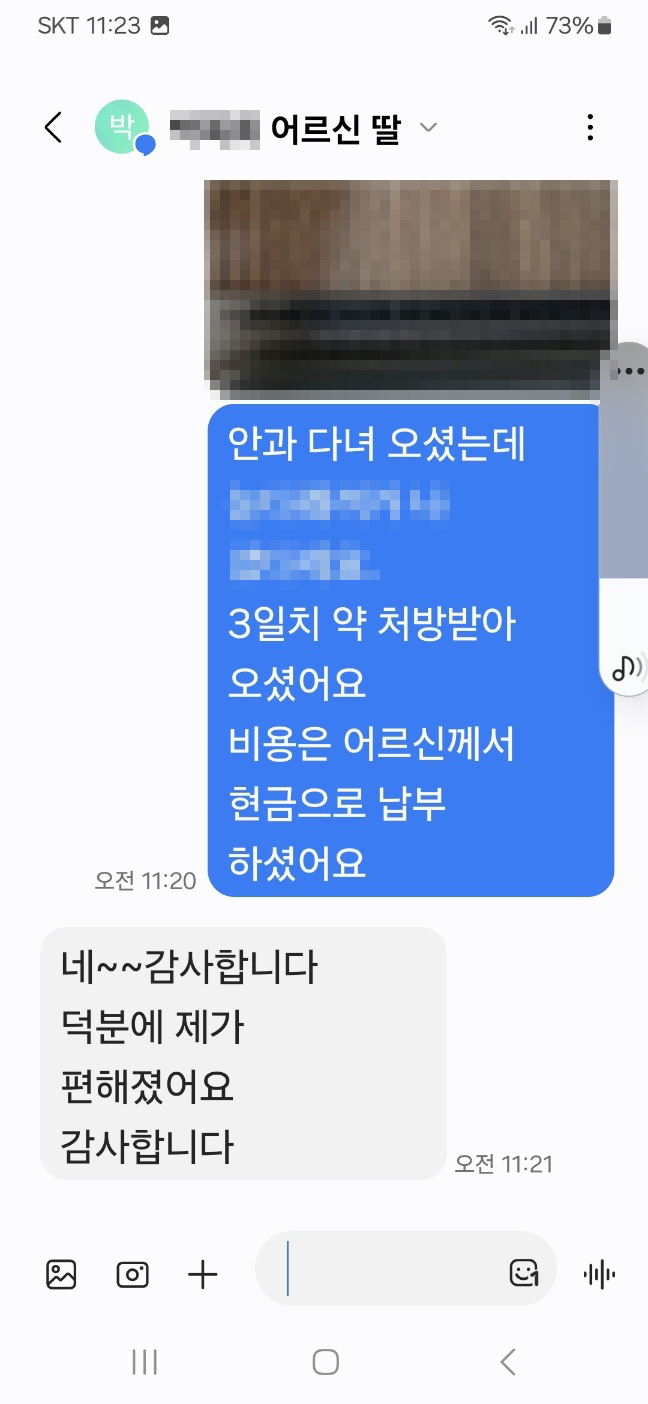 SKT 11:23
73%
박
어르신 딸
안과 다녀 오셨는데
3일치 약 처방받아
오셨어요
비용은 어르신께서
현금으로 납부
하셨어요
오전 11:20
네~~감사합니다
덕분에 제가
편해졌어요
감사합니다
오전 11:21